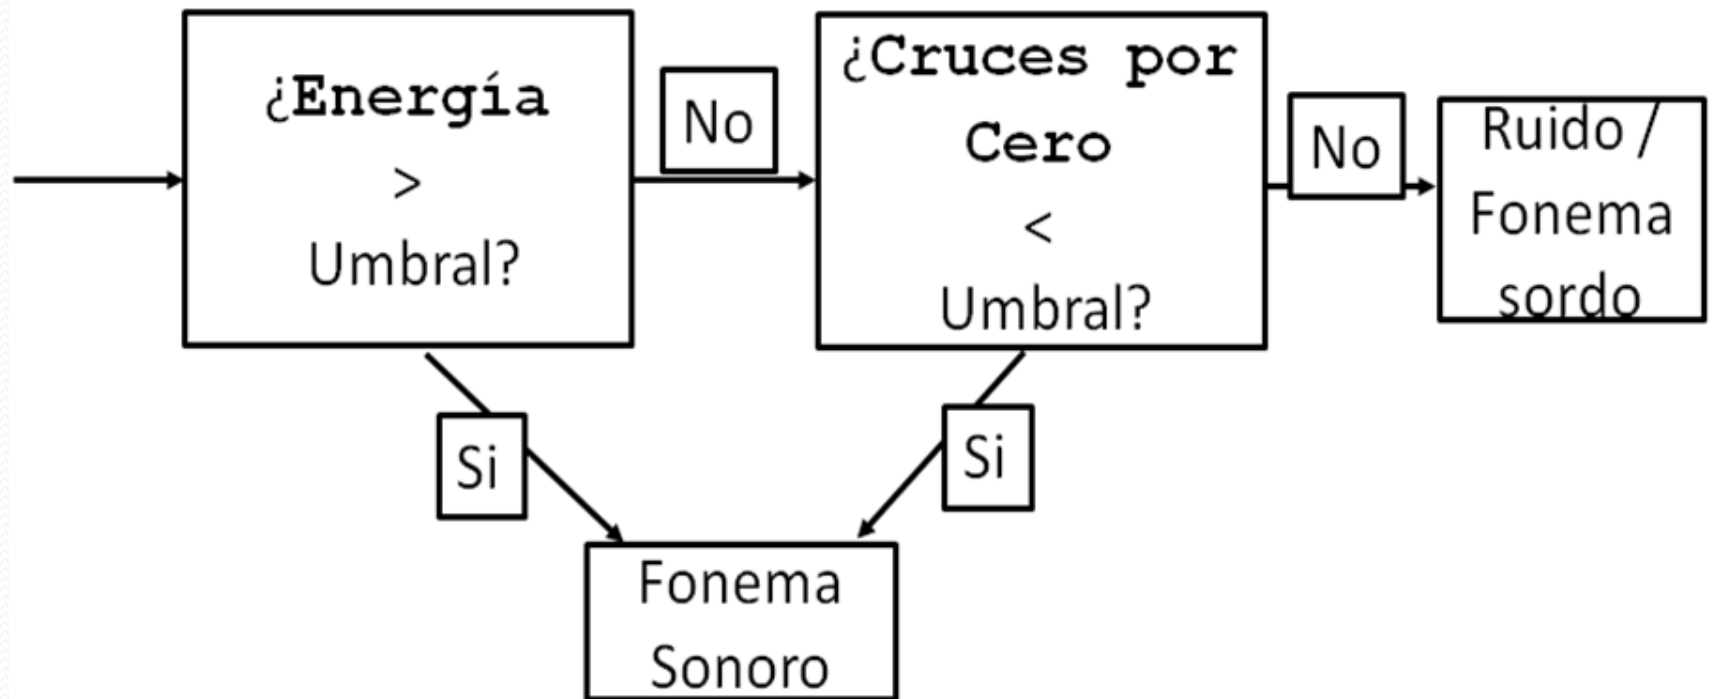 ¿Energía
>
Umbral?
No
¿Cruces por
Cero
<
Umbral?
No
Ruido /
Fonema
sordo
Si
Si
Fonema
Sonoro